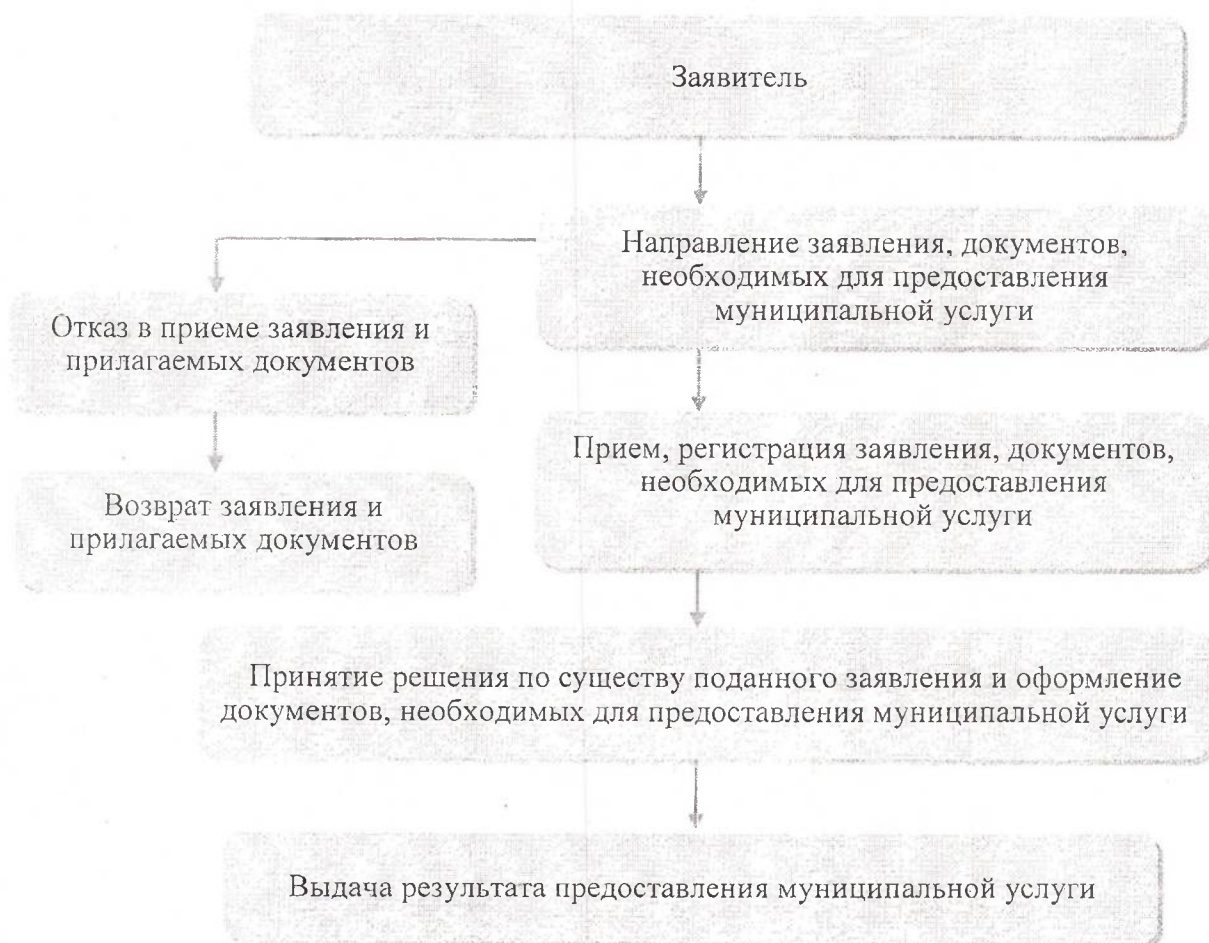 Заявитель
Направление заявления, документов,
необходимых для предоставления
муниципальной услуги
Отказ в приеме заявления и
прилагаемых документов
Возврат заявления и
прилагаемых документов
Прием, регистрация заявления, документов,
необходимых для предоставления
муниципальной услуги
Принятие решения по существу поданного заявления и оформление
документов, необходимых для предоставления муниципальной услуги
Выдача результата предоставления муниципальной услуги